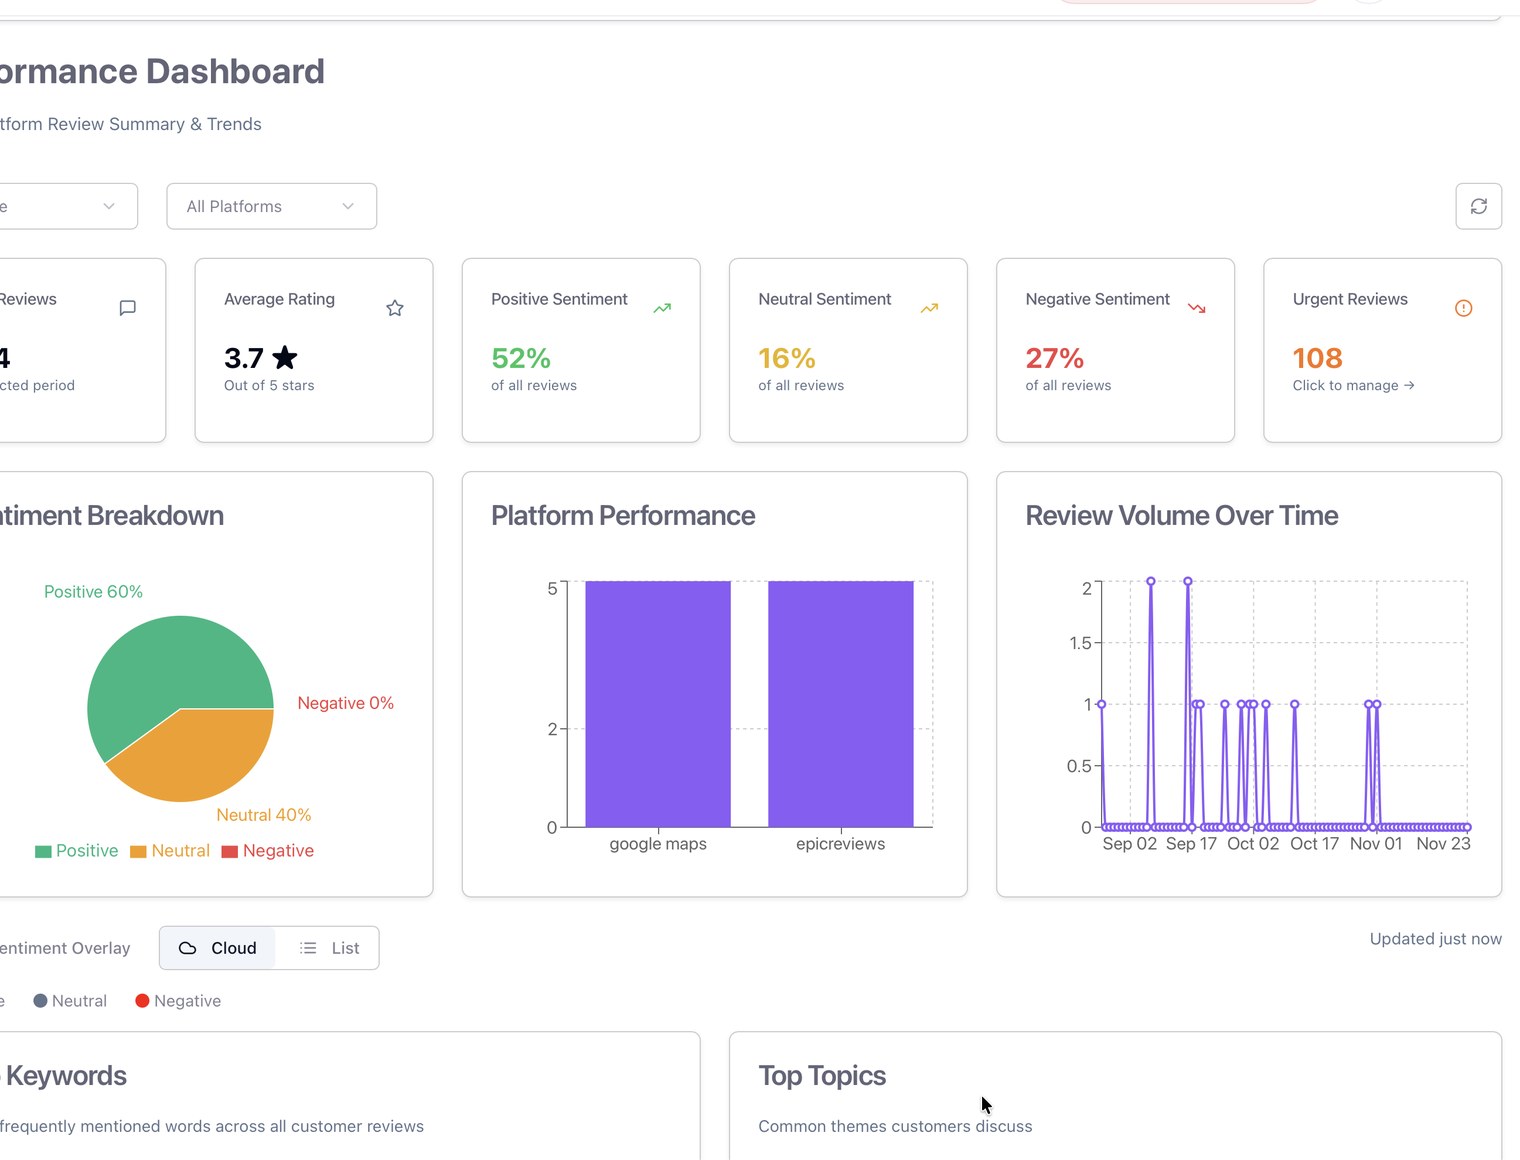 ormance Dashboard
tform Review Summary & Trends
e
All Platforms
Reviews
4
cted period
Average Rating
3.7
Out of 5 stars
Positive Sentiment
52%
of all reviews
Neutral Sentiment
16%
of all reviews
Negative Sentiment
27%
of all reviews
Urgent Reviews
108
Click to manage →
ntiment Breakdown
Positive 60%
Negative 0%
Neutral 40%
Positive Neutral Negative
Platform Performance
5
2
0
google maps epicreviews
Review Volume Over Time
2
1.5
1
0.5
0
Sep 02 Sep 17 Oct 02 Oct 17 Nov 01 Nov 23
entiment Overlay
Cloud
List
Updated just now
e
Neutral
Negative
Keywords
frequently mentioned words across all customer reviews
Top Topics
Common themes customers discuss